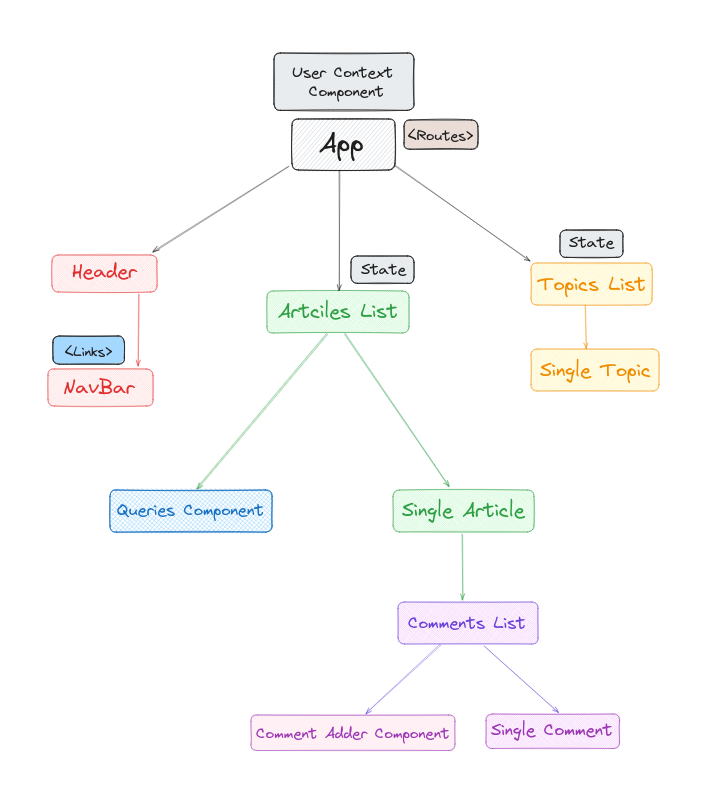 User Context
Component
App
<Routes>
State
Header
State
Topics List
Artciles List
<Links>
Single Topic
NavBar
Queries Component
Single Article
Comments List
Comment Adder Component
Single Comment